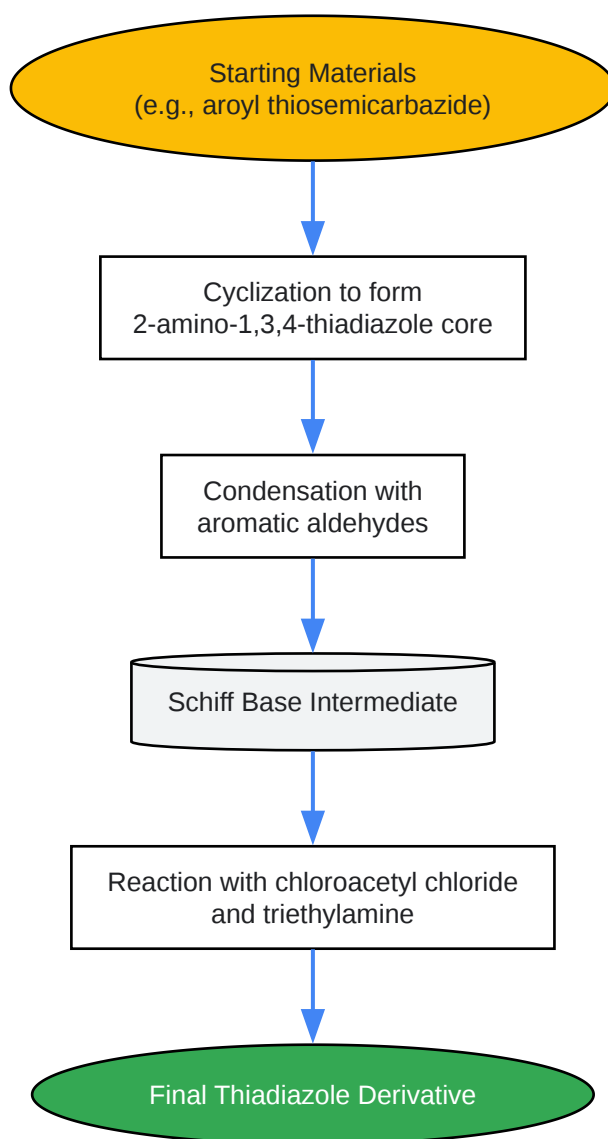 Starting Materials
(e.g., aroyl thiosemicarbazide)
Cyclization to form
2-amino-1,3,4-thiadiazole core
Condensation with
aromatic aldehydes
Schiff Base Intermediate
Reaction with chloroacetyl chloride
and triethylamine
Final Thiadiazole Derivative